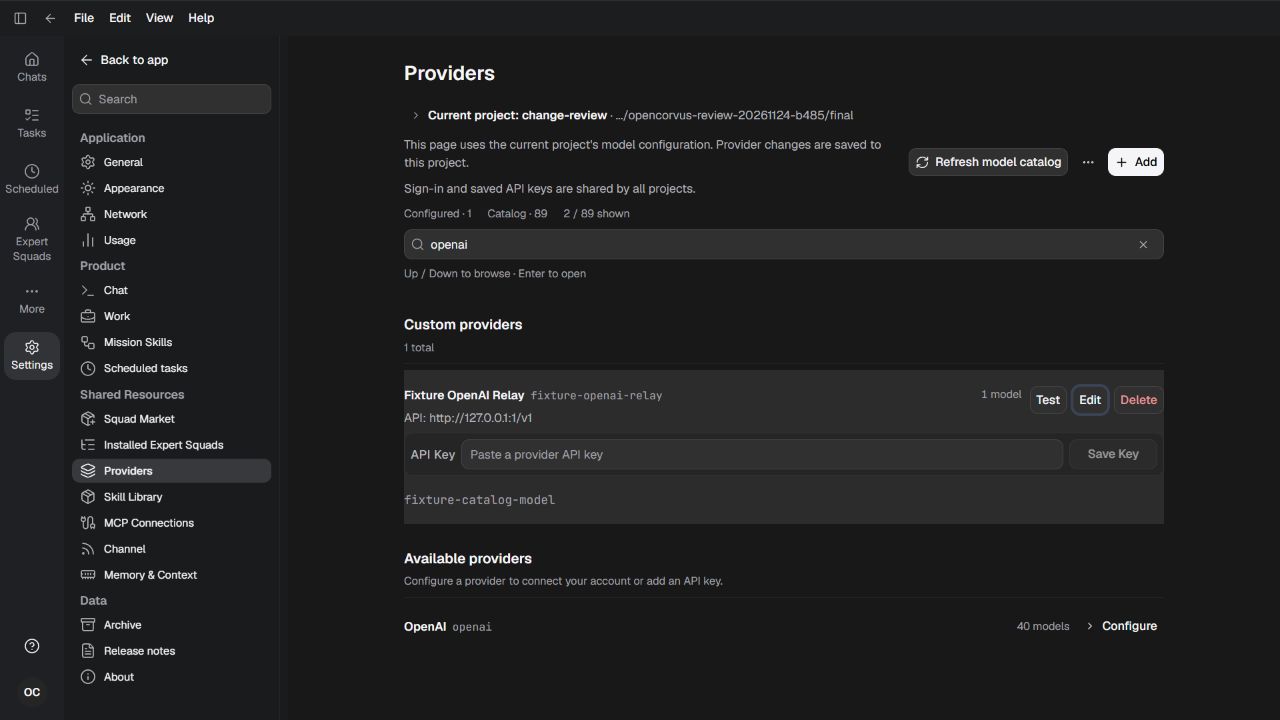 File Edit View Help
Chats
Tasks
Scheduled
Expert
Squads
More
Settings
OC
Back to app
Search
Application
General
Appearance
Network
Usage
Product
Chat
Work
Mission Skills
Scheduled tasks
Shared Resources
Squad Market
Installed Expert Squads
Providers
Skill Library
MCP Connections
Channel
Memory & Context
Data
Archive
Release notes
About
Providers
Current project: change-review · .../opencorvus-review-20261124-b485/final
This page uses the current project's model configuration. Provider changes are saved to
this project.
Sign-in and saved API keys are shared by all projects.
Refresh model catalog ··· + Add
Configured · 1 Catalog · 89 2 / 89 shown
openai
Up / Down to browse · Enter to open
Custom providers
1 total
Fixture OpenAI Relay fixture-openai-relay 1 model Test Edit Delete
API: http://127.0.0.1:1/v1
API Key Paste a provider API key Save Key
fixture-catalog-model
Available providers
Configure a provider to connect your account or add an API key.
OpenAI openai 40 models Configure